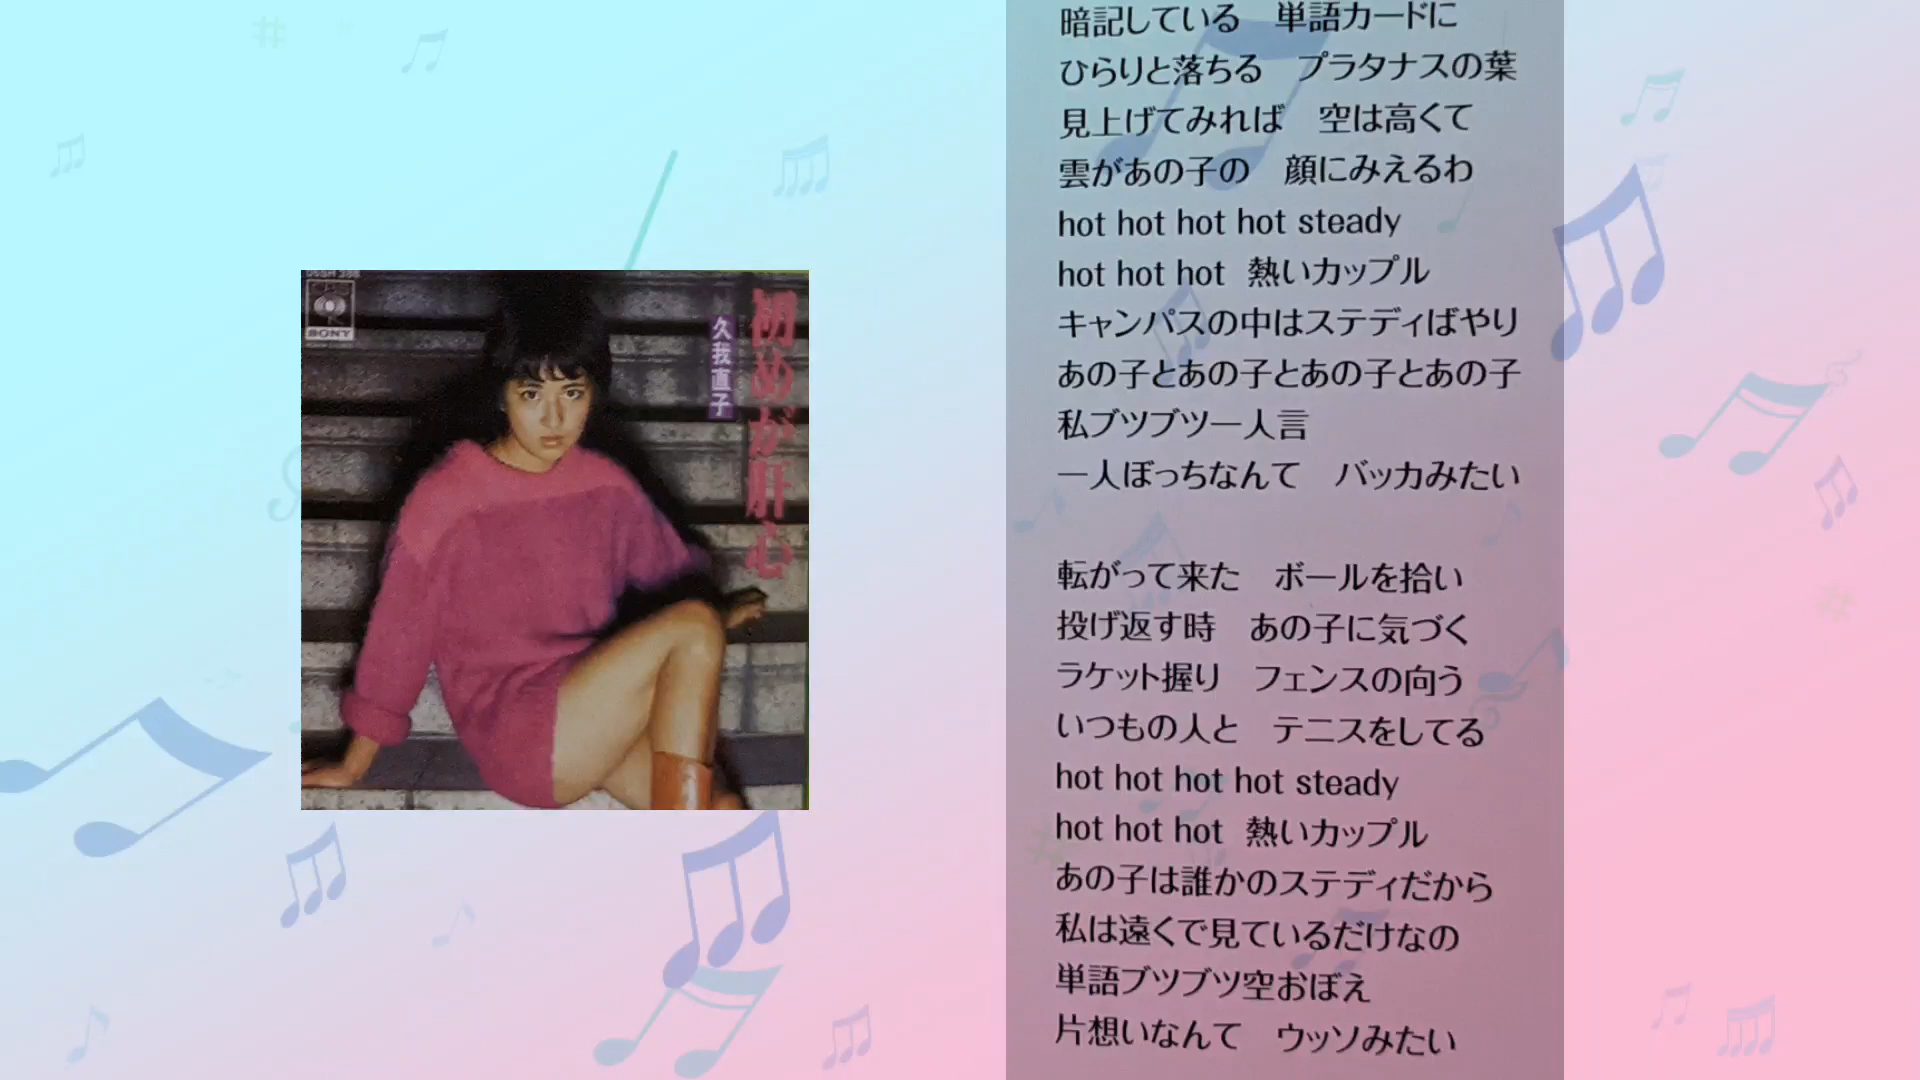 06SH 386
SONY
初めが肝心
久我直子
暗記している　単語カードに
ひらりと落ちる　プラタナスの葉
見上げてみれば　空は高くて
雲があの子の　顔にみえるわ
hot hot hot hot steady
hot hot hot 熱いカップル
キャンパスの中はステディばやり
あの子とあの子とあの子とあの子
私ブツブツ一人言
一人ぼっちなんて　バッカみたい
転がって来た　ボールを拾い
投げ返す時　あの子に気づく
ラケット握り　フェンスの向う
いつもの人と　テニスをしてる
hot hot hot hot steady
hot hot hot 熱いカップル
あの子は誰かのステディだから
私は遠くで見ているだけなの
単語ブツブツ空おぼえ
片想いなんて　ウッソみたい